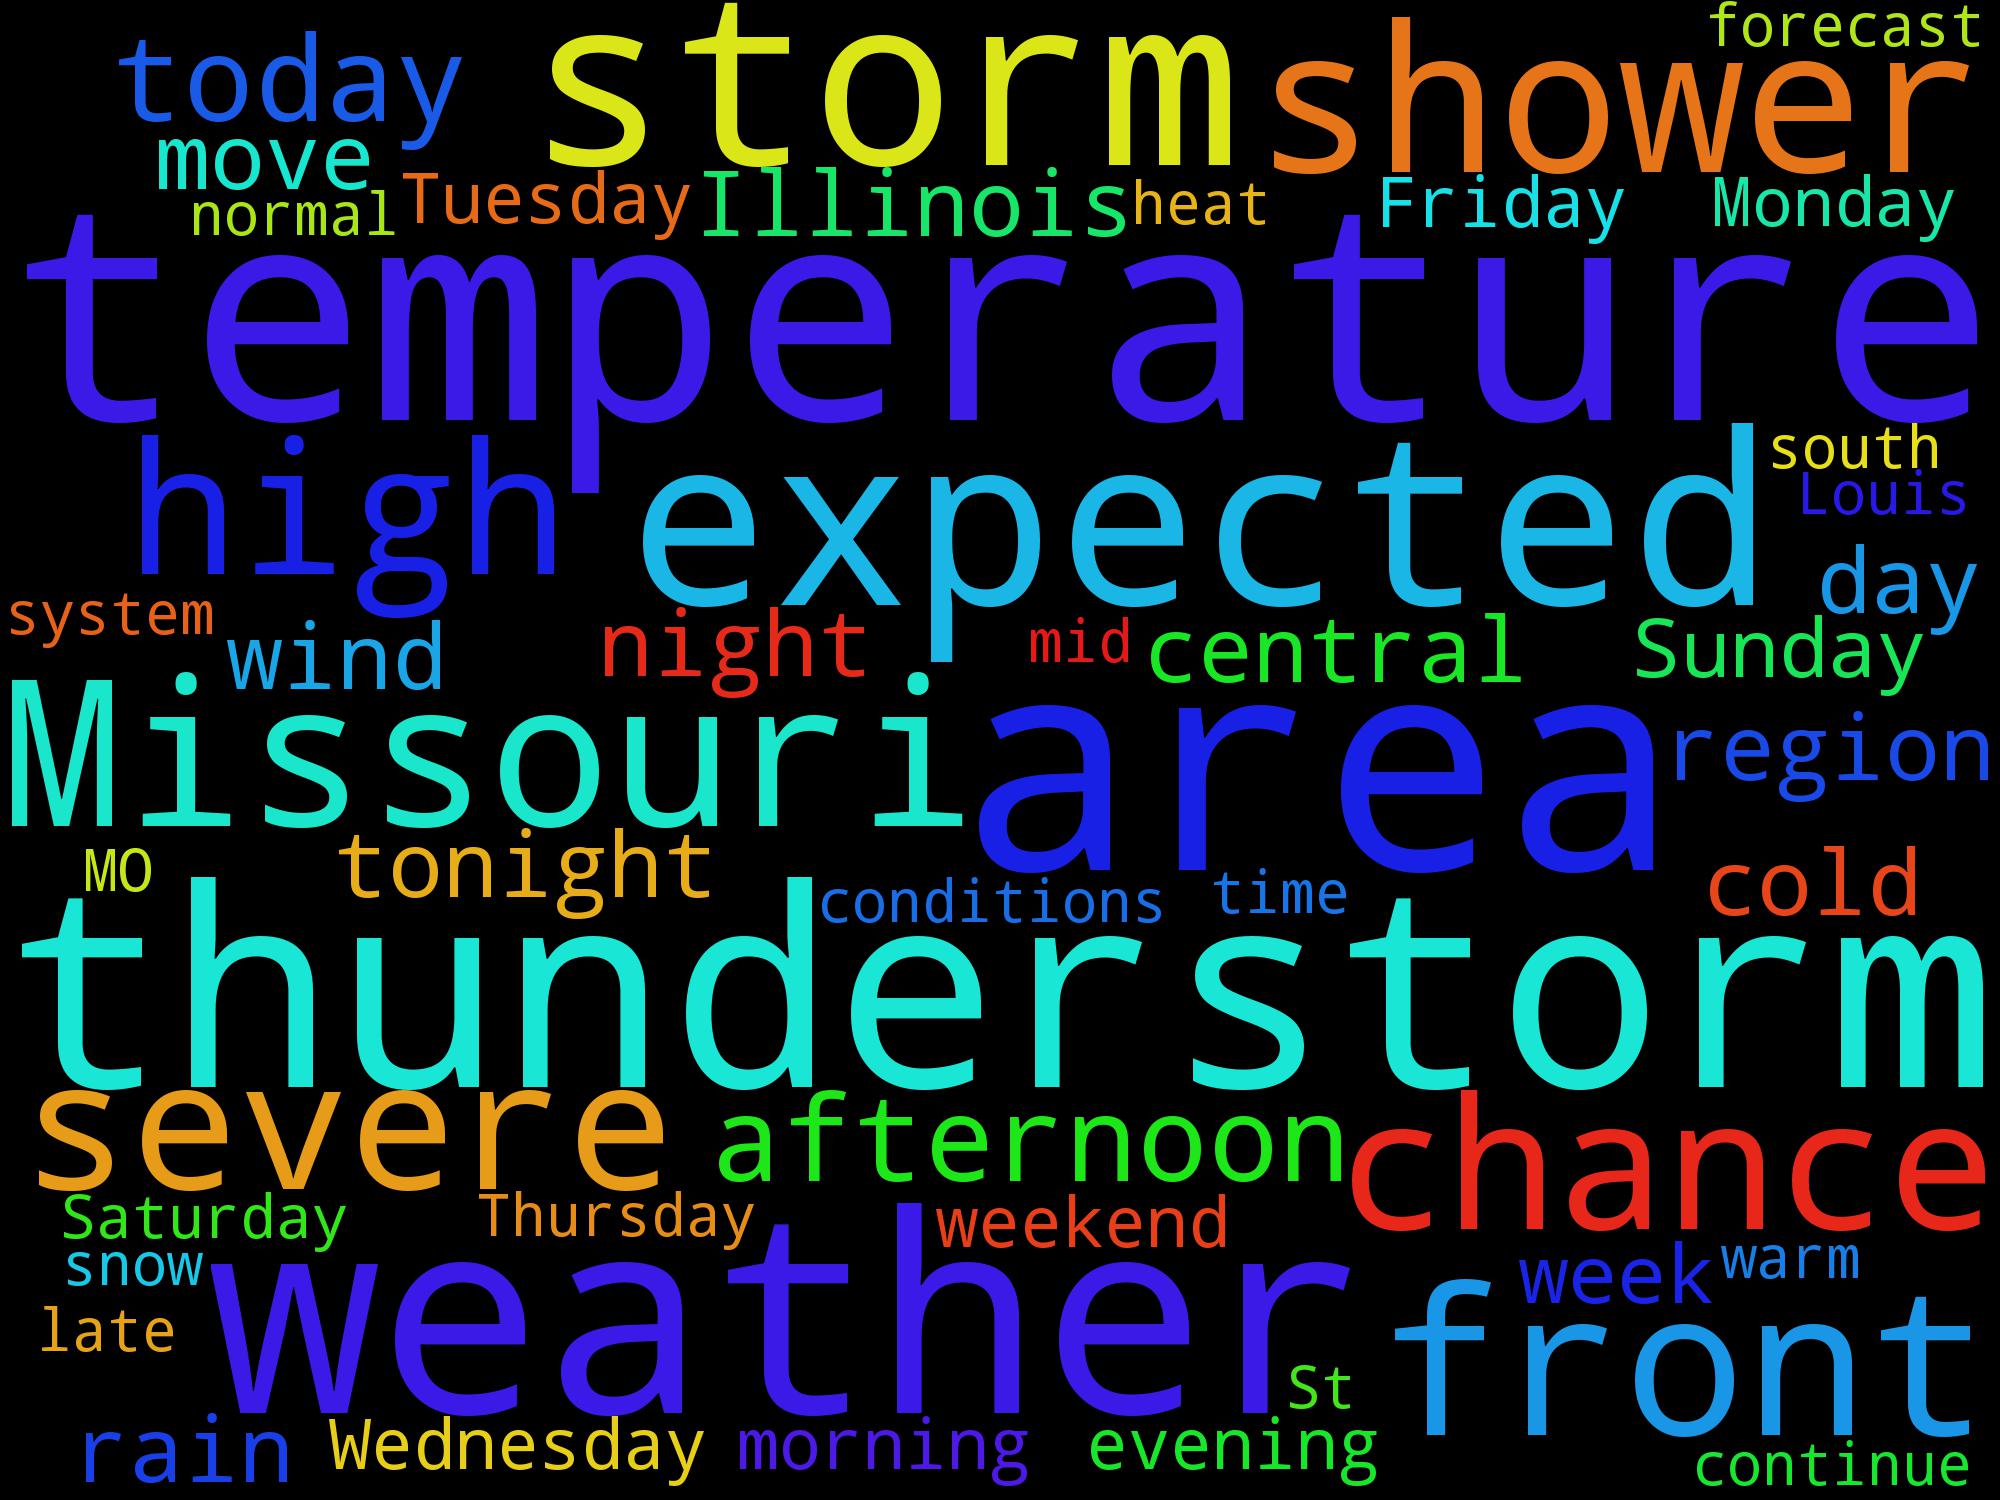 forecast
today storm shower
move
normal Tuesday Illinois heat Friday Monday
temperature
high expected south
Louis
day
system wind night mid central Sunday
Missouri area region
MO tonight conditions time cold
thunderstorm
severe afternoon chance
Saturday Thursday weekend
snow weather week warm
late front
St
rain Wednesday morning evening continue